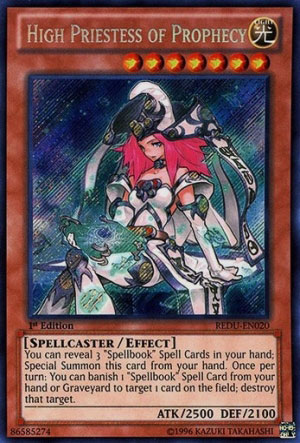 HIGH PRIESTESS OF PROPHECY
LIGHT
光
1st Edition
REDU-EN020
[SPELLCASTER / EFFECT]
You can reveal 3 "Spellbook" Spell Cards in your hand;
Special Summon this card from your hand. Once per
turn: You can banish 1 "Spellbook" Spell Card from your
hand or Graveyard to target 1 card on the field; destroy
that target.
ATK/2500 DEF/2100
86585274
©1996 KAZUKI TAKAHASHI